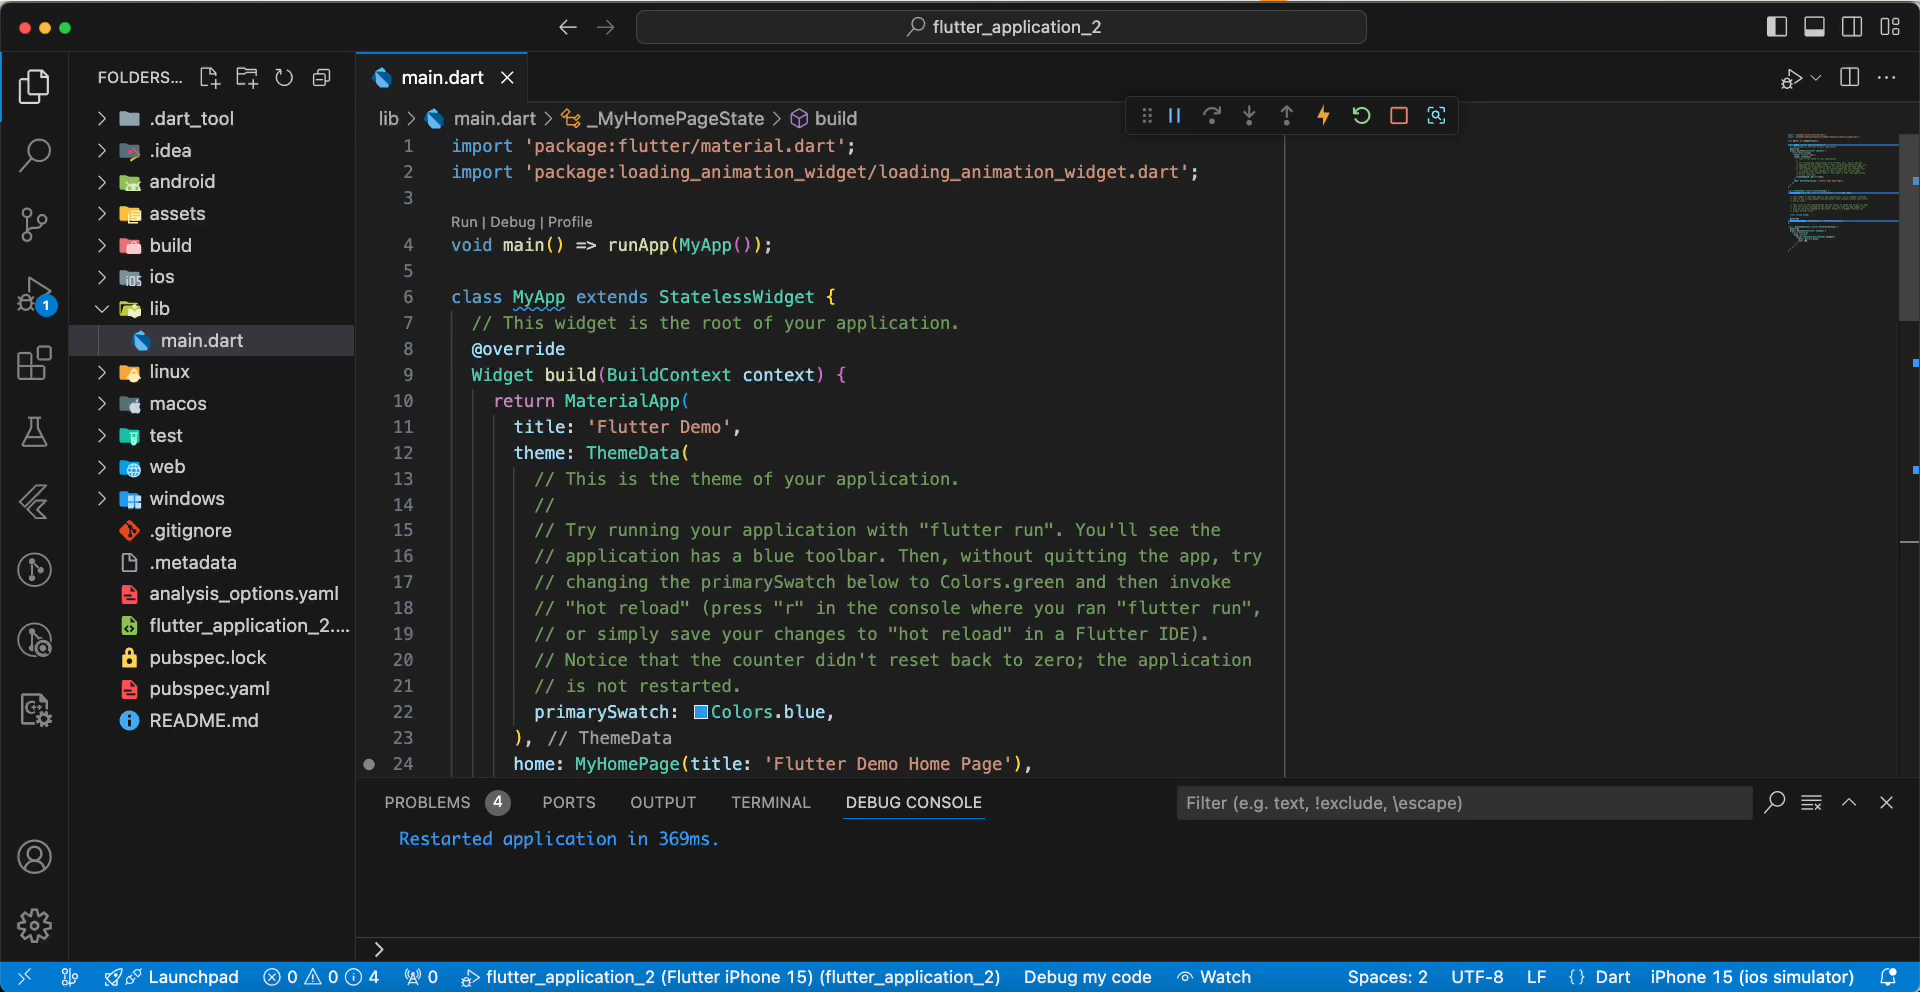 flutter_application_2
FOLDERS...
main.dart
.dart_tool
.idea
android
assets
build
ios
lib
main.dart
linux
macos
test
web
windows
.gitignore
.metadata
analysis_options.yaml
flutter_application_2....
pubspec.lock
pubspec.yaml
README.md
1
lib > main.dart > _MyHomePageState > build
1 import 'package:flutter/material.dart';
2 import 'package:loading_animation_widget/loading_animation_widget.dart';
3
Run | Debug | Profile
4 void main() => runApp(MyApp());
5
6 class MyApp extends StatelessWidget {
7 // This widget is the root of your application.
8 @override
9 Widget build(BuildContext context) {
10 return MaterialApp(
11 title: 'Flutter Demo',
12 theme: ThemeData(
13 // This is the theme of your application.
14 //
15 // Try running your application with "flutter run". You'll see the
16 // application has a blue toolbar. Then, without quitting the app, try
17 // changing the primarySwatch below to Colors.green and then invoke
18 // "hot reload" (press "r" in the console where you ran "flutter run",
19 // or simply save your changes to "hot reload" in a Flutter IDE).
20 // Notice that the counter didn't reset back to zero; the application
21 // is not restarted.
22 primarySwatch: Colors.blue,
23 ), // ThemeData
24 home: MyHomePage(title: 'Flutter Demo Home Page'),
PROBLEMS 4 PORTS OUTPUT TERMINAL DEBUG CONSOLE Filter (e.g. text, !exclude, \escape)
Restarted application in 369ms.
>
Launchpad 0 0 4 0 flutter_application_2 (Flutter iPhone 15) (flutter_application_2) Debug my code Watch Spaces: 2 UTF-8 LF {} Dart iPhone 15 (ios simulator)